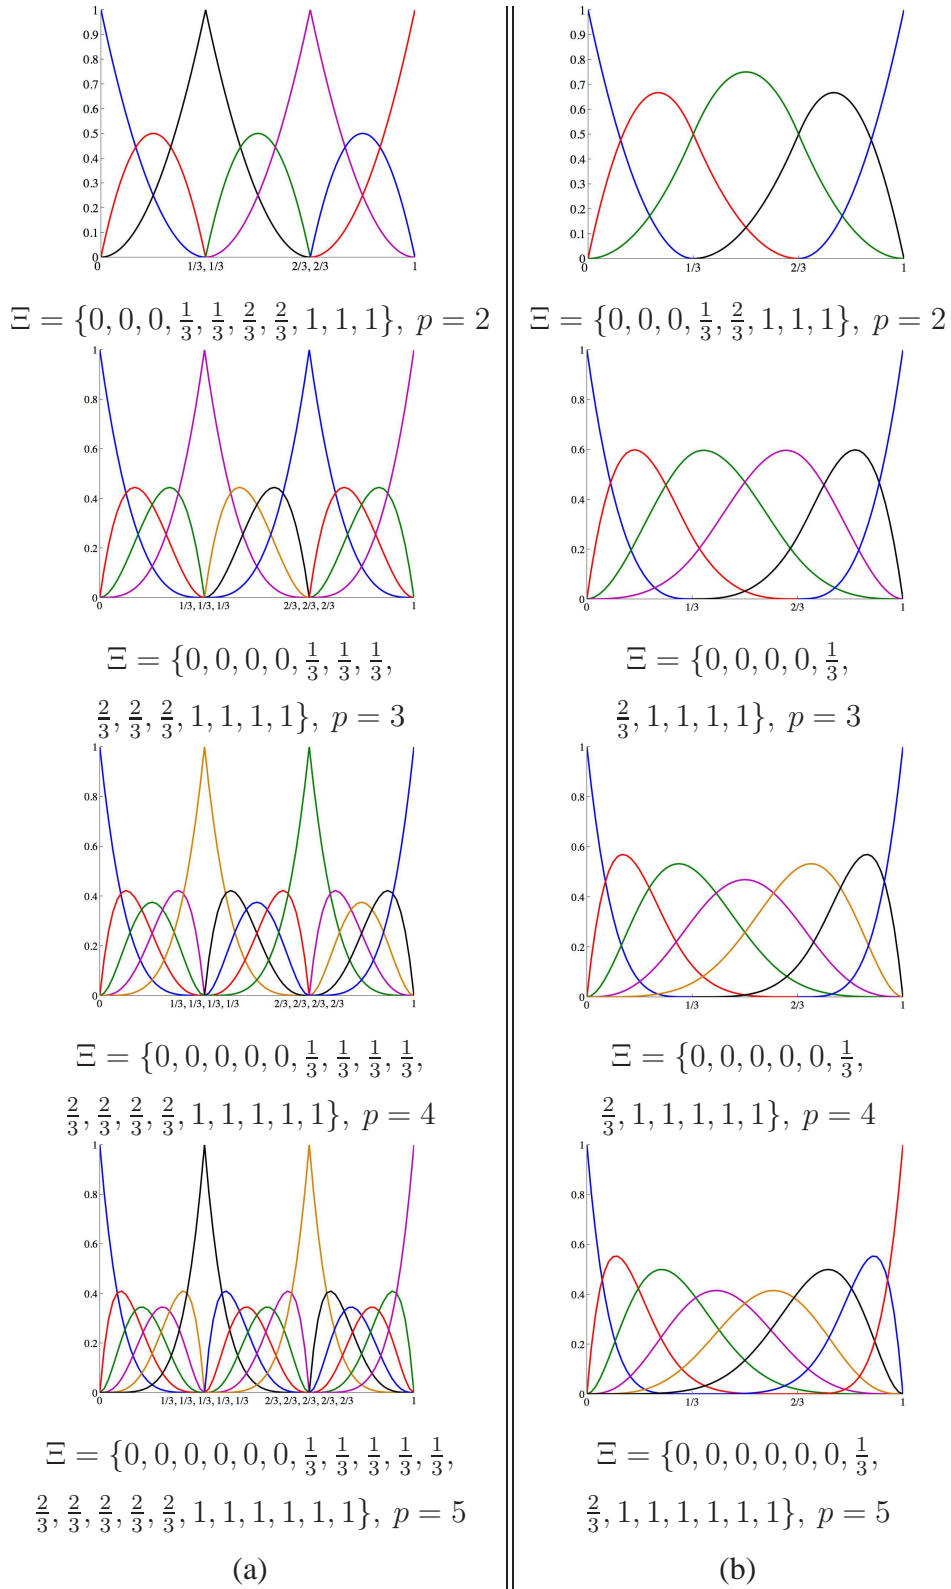 1
0.9
0.8
0.7
0.6
0.5
0.4
0.3
0.2
0.1
0
0 1/3, 1/3 2/3, 2/3 1
Ξ = {0, 0, 0, 1/3, 1/3, 2/3, 2/3, 1, 1, 1}, p = 2
1
0.8
0.6
0.4
0.2
0
0 1/3, 1/3, 1/3 2/3, 2/3, 2/3 1
Ξ = {0, 0, 0, 0, 1/3, 1/3, 1/3,
2/3, 2/3, 2/3, 1, 1, 1, 1}, p = 3
1
0.8
0.6
0.4
0.2
0
0 1/3, 1/3, 1/3, 1/3 2/3, 2/3, 2/3, 2/3 1
Ξ = {0, 0, 0, 0, 0, 1/3, 1/3, 1/3, 1/3,
2/3, 2/3, 2/3, 2/3, 1, 1, 1, 1, 1}, p = 4
1
0.8
0.6
0.4
0.2
0
0 1/3, 1/3, 1/3, 1/3, 1/3 2/3, 2/3, 2/3, 2/3, 2/3 1
Ξ = {0, 0, 0, 0, 0, 0, 1/3, 1/3, 1/3, 1/3, 1/3,
2/3, 2/3, 2/3, 2/3, 2/3, 1, 1, 1, 1, 1, 1}, p = 5
(a)
1
0.9
0.8
0.7
0.6
0.5
0.4
0.3
0.2
0.1
0
0 1/3 2/3 1
Ξ = {0, 0, 0, 1/3, 2/3, 1, 1, 1}, p = 2
1
0.8
0.6
0.4
0.2
0
0 1/3 2/3 1
Ξ = {0, 0, 0, 0, 1/3,
2/3, 1, 1, 1, 1}, p = 3
1
0.8
0.6
0.4
0.2
0
0 1/3 2/3 1
Ξ = {0, 0, 0, 0, 0, 1/3,
2/3, 1, 1, 1, 1, 1}, p = 4
1
0.8
0.6
0.4
0.2
0
0 1/3 2/3 1
Ξ = {0, 0, 0, 0, 0, 0, 1/3,
2/3, 1, 1, 1, 1, 1, 1}, p = 5
(b)